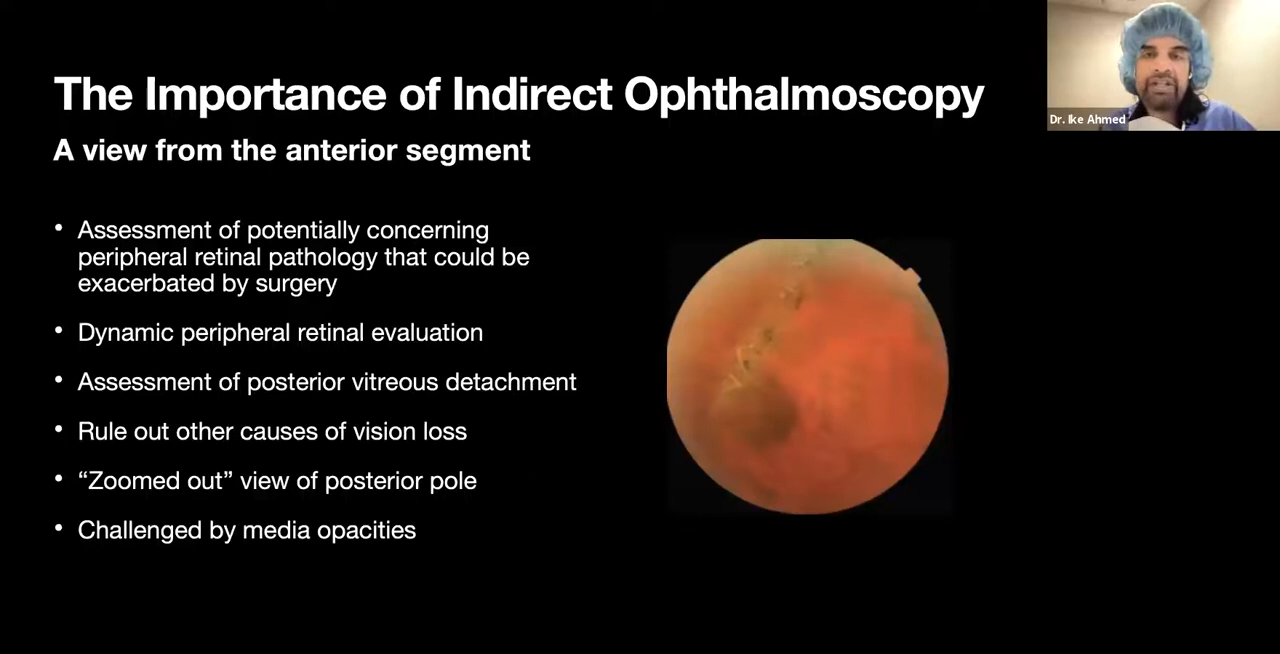 The Importance of Indirect Ophthalmoscopy
A view from the anterior segment
• Assessment of potentially concerning
peripheral retinal pathology that could be
exacerbated by surgery
• Dynamic peripheral retinal evaluation
• Assessment of posterior vitreous detachment
• Rule out other causes of vision loss
• “Zoomed out” view of posterior pole
• Challenged by media opacities
Dr. Ike Ahmed